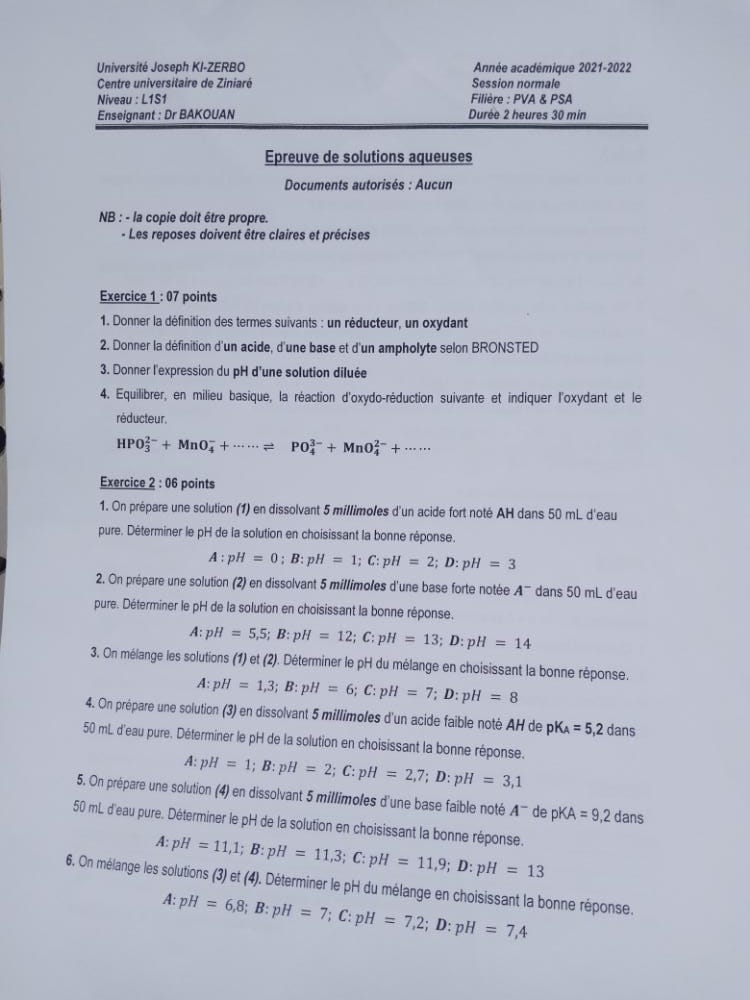 Université Joseph KI-ZERBO
Centre universitaire de Ziniaré
Niveau : L1S1
Enseignant : Dr BAKOUAN
Année académique 2021-2022
Session normale
Filière : PVA & PSA
Durée 2 heures 30 min
Epreuve de solutions aqueuses
Documents autorisés : Aucun
NB : - la copie doit être propre.
- Les reposes doivent être claires et précises
Exercice 1 : 07 points
1. Donner la définition des termes suivants : un réducteur, un oxydant
2. Donner la définition d'un acide, d'une base et d'un ampholyte selon BRONSTED
3. Donner l'expression du pH d'une solution diluée
4. Equilibrer, en milieu basique, la réaction d'oxydo-réduction suivante et indiquer l'oxydant et le
réducteur.
HPO₃²⁻ + MnO₄⁻ + ⋯⋯ ⇌ PO₄³⁻ + MnO₄²⁻ + ⋯⋯
Exercice 2 : 06 points
1. On prépare une solution (1) en dissolvant 5 millimoles d'un acide fort noté AH dans 50 mL d'eau
pure. Déterminer le pH de la solution en choisissant la bonne réponse.
A : pH = 0 ; B: pH = 1; C: pH = 2; D: pH = 3
2. On prépare une solution (2) en dissolvant 5 millimoles d'une base forte notée A⁻ dans 50 mL d'eau
pure. Déterminer le pH de la solution en choisissant la bonne réponse.
A: pH = 5,5; B: pH = 12; C: pH = 13; D: pH = 14
3. On mélange les solutions (1) et (2). Déterminer le pH du mélange en choisissant la bonne réponse.
A: pH = 1,3; B: pH = 6; C: pH = 7; D: pH = 8
4. On prépare une solution (3) en dissolvant 5 millimoles d'un acide faible noté AH de pKA = 5,2 dans
50 mL d'eau pure. Déterminer le pH de la solution en choisissant la bonne réponse.
A: pH = 1; B: pH = 2; C: pH = 2,7; D: pH = 3,1
5. On prépare une solution (4) en dissolvant 5 millimoles d'une base faible noté A⁻ de pKA = 9,2 dans
50 mL d'eau pure. Déterminer le pH de la solution en choisissant la bonne réponse.
A: pH = 11,1; B: pH = 11,3; C: pH = 11,9; D: pH = 13
6. On mélange les solutions (3) et (4). Déterminer le pH du mélange en choisissant la bonne réponse.
A: pH = 6,8; B: pH = 7; C: pH = 7,2; D: pH = 7,4